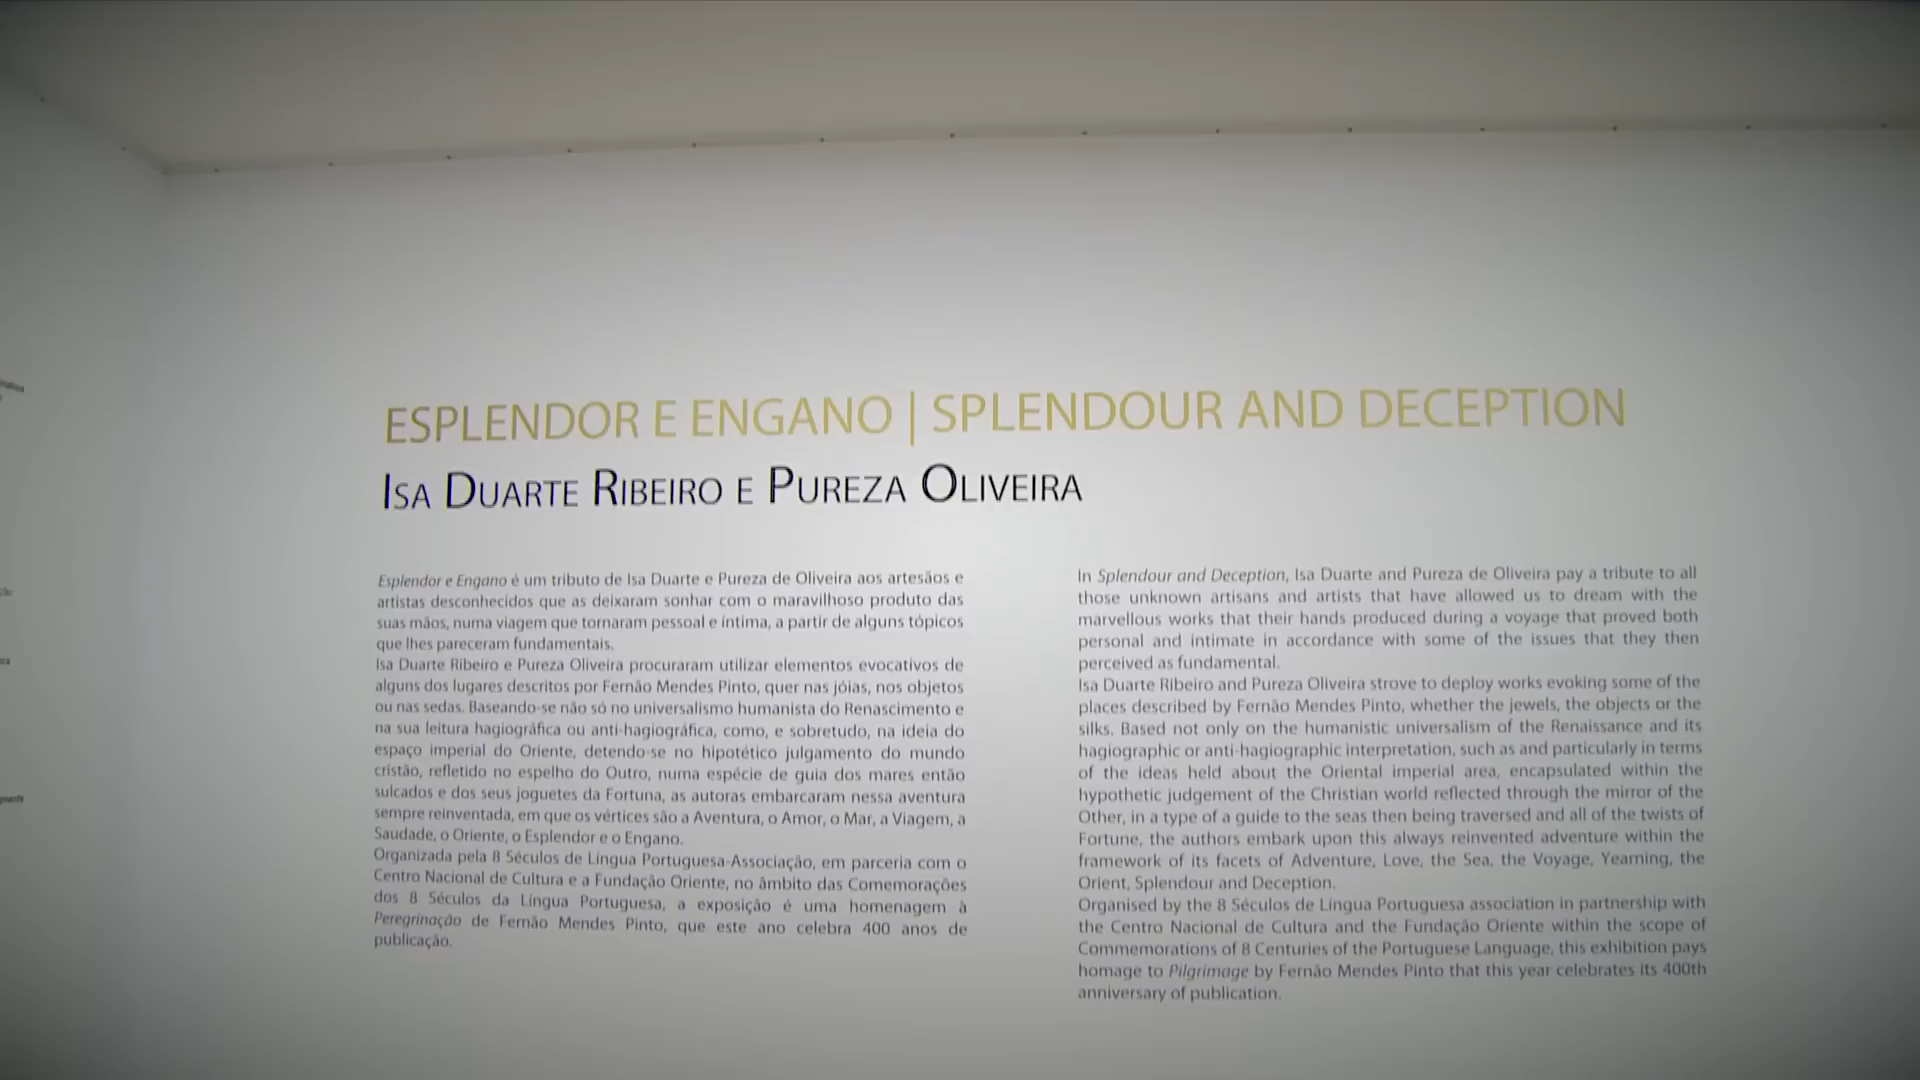 ESPLENDOR E ENGANO | SPLENDOUR AND DECEPTION
ISA DUARTE RIBEIRO E PUREZA OLIVEIRA
Esplendor e Engano é um tributo de Isa Duarte e Pureza de Oliveira aos artesãos e
artistas desconhecidos que as deixaram sonhar com o maravilhoso produto das
suas mãos, numa viagem que tornaram pessoal e íntima, a partir de alguns tópicos
que lhes pareceram fundamentais.
Isa Duarte Ribeiro e Pureza Oliveira procuraram utilizar elementos evocativos de
alguns dos lugares descritos por Fernão Mendes Pinto, quer nas jóias, nos objetos
ou nas sedas. Baseando-se não só no universalismo humanista do Renascimento e
na sua leitura hagiográfica ou anti-hagiográfica, como, e sobretudo, na ideia do
espaço imperial do Oriente, detendo-se no hipotético julgamento do mundo
cristão, refletido no espelho do Outro, numa espécie de guia dos mares então
sulcados e dos seus joguetes da Fortuna, as autoras embarcaram nessa aventura
sempre reinventada, em que os vértices são a Aventura, o Amor, o Mar, a Viagem, a
Saudade, o Oriente, o Esplendor e o Engano.
Organizada pela 8 Séculos de Língua Portuguesa-Associação, em parceria com o
Centro Nacional de Cultura e a Fundação Oriente, no âmbito das Comemorações
dos 8 Séculos da Língua Portuguesa, a exposição é uma homenagem à
Peregrinação de Fernão Mendes Pinto, que este ano celebra 400 anos de
publicação.
In Splendour and Deception, Isa Duarte and Pureza de Oliveira pay a tribute to all
those unknown artisans and artists that have allowed us to dream with the
marvellous works that their hands produced during a voyage that proved both
personal and intimate in accordance with some of the issues that they then
perceived as fundamental.
Isa Duarte Ribeiro and Pureza Oliveira strove to deploy works evoking some of the
places described by Fernão Mendes Pinto, whether the jewels, the objects or the
silks. Based not only on the humanistic universalism of the Renaissance and its
hagiographic or anti-hagiographic interpretation, such as and particularly in terms
of the ideas held about the Oriental imperial area, encapsulated within the
hypothetic judgement of the Christian world reflected through the mirror of the
Other, in a type of a guide to the seas then being traversed and all of the twists of
Fortune, the authors embark upon this always reinvented adventure within the
framework of its facets of Adventure, Love, the Sea, the Voyage, Yearning, the
Orient, Splendour and Deception.
Organised by the 8 Séculos de Língua Portuguesa association in partnership with
the Centro Nacional de Cultura and the Fundação Oriente within the scope of
Commemorations of 8 Centuries of the Portuguese Language, this exhibition pays
homage to Pilgrimage by Fernão Mendes Pinto that this year celebrates its 400th
anniversary of publication.